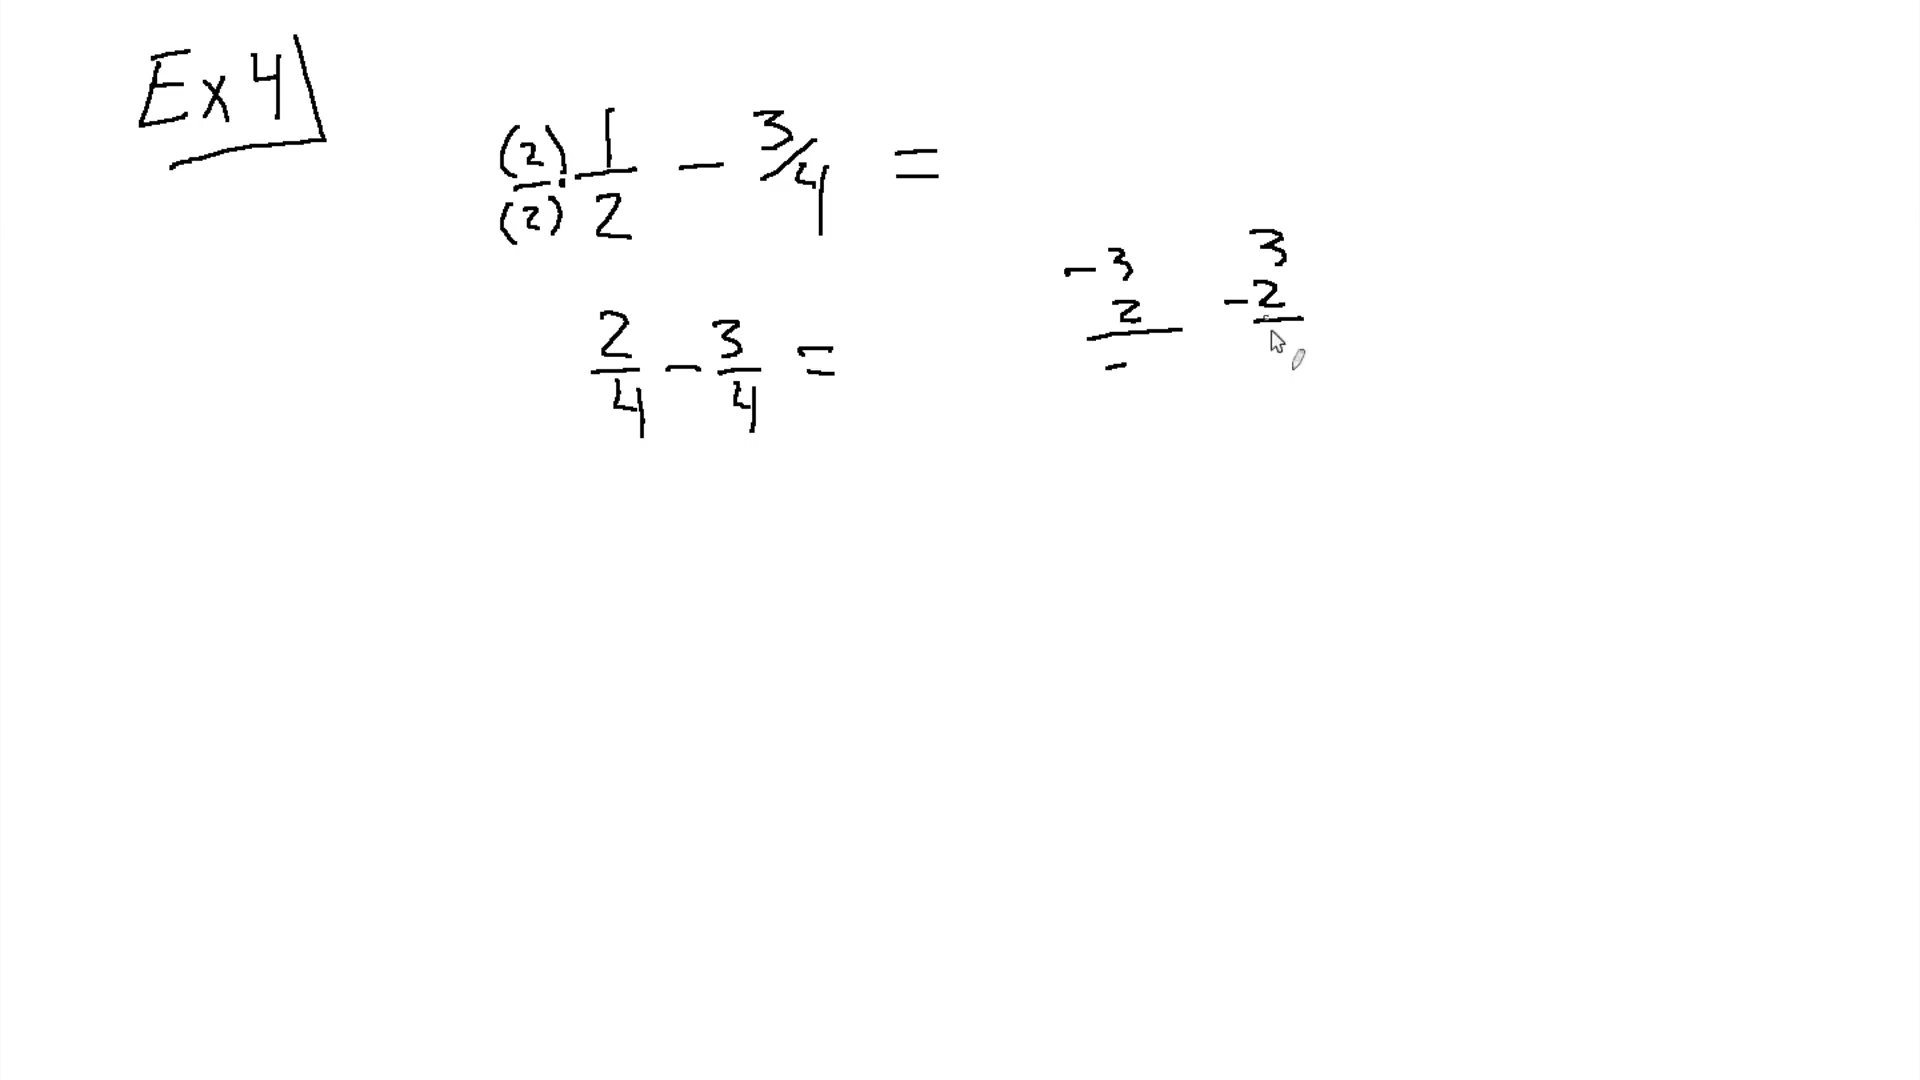 Ex 4
(2)/(2) · 1/2 - 3/4 =
2/4 - 3/4 =
-3
2
-
3
-2